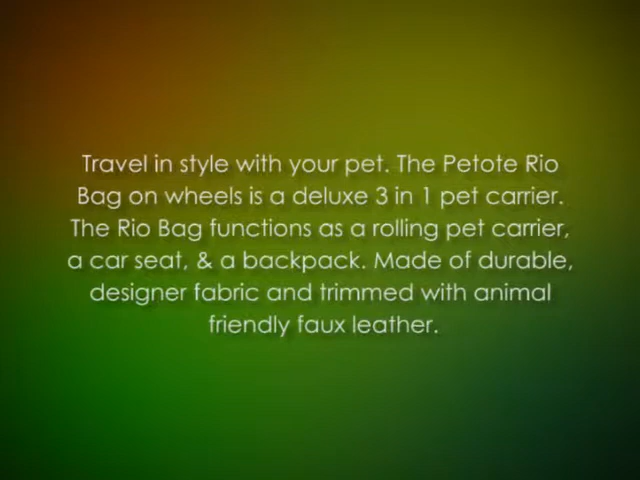 Travel in style with your pet. The Petote Rio
Bag on wheels is a deluxe 3 in 1 pet carrier.
The Rio Bag functions as a rolling pet carrier,
a car seat, & a backpack. Made of durable,
designer fabric and trimmed with animal
friendly faux leather.